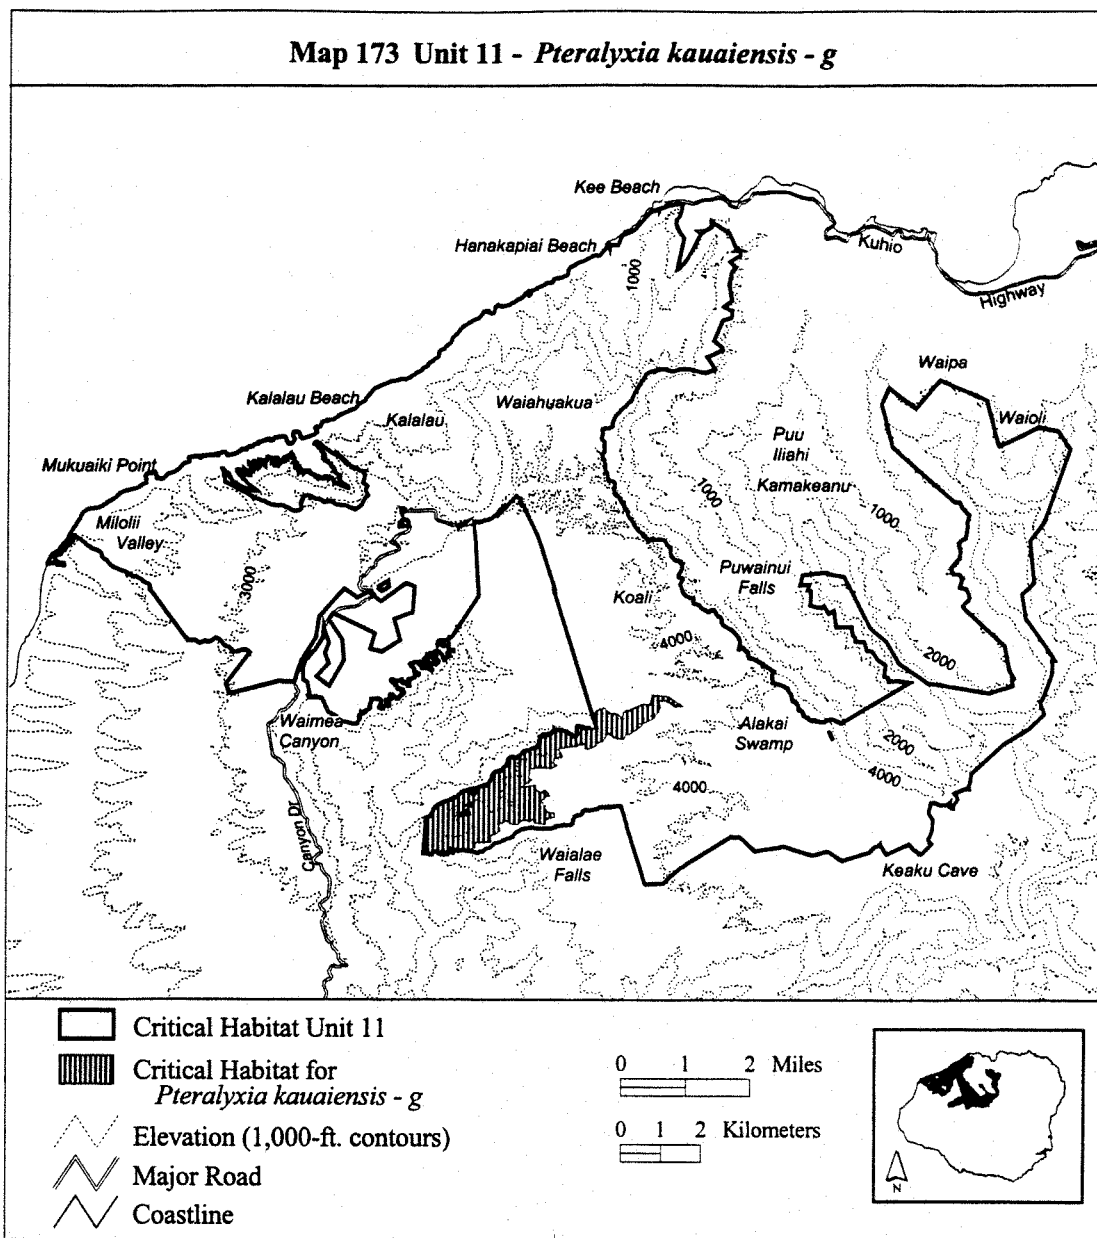 Map 173 Unit 11 - Pteralyxia kauaiensis - g
Kee Beach
Hanakapiai Beach
Kuhio
Highway
1000
Waipa
Kalalau Beach
Waiahuakua
Kalalau
Waioli
Puu
Iliahi
Mukuaiki Point
Kamakeanu
1000
1000
Milolii
Valley
Puwainui
Falls
3000
Koali
4000
2000
Waimea
Canyon
Alakai
Swamp
2000
4000
4000
Canyon Dr
Waialae
Falls
Keaku Cave
Critical Habitat Unit 11
Critical Habitat for
Pteralyxia kauaiensis - g
Elevation (1,000-ft. contours)
Major Road
Coastline
0 1 2 Miles
0 1 2 Kilometers
N